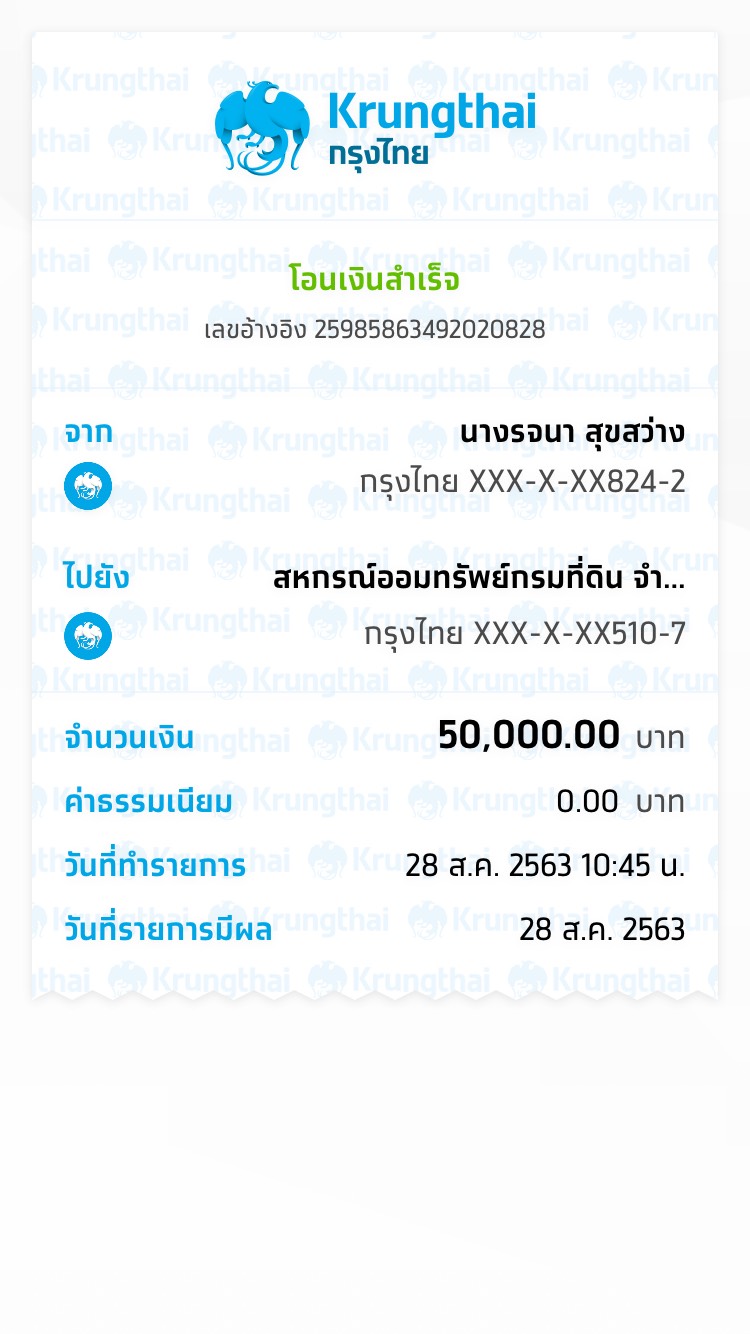 Krungthai
กรุงไทย
โอนเงินสำเร็จ
เลขอ้างอิง 25985863492020828
จาก นางรจนา สุขสว่าง
กรุงไทย XXX-X-XX824-2
ไปยัง สหกรณ์ออมทรัพย์กรมที่ดิน จำ...
กรุงไทย XXX-X-XX510-7
จำนวนเงิน 50,000.00 บาท
ค่าธรรมเนียม 0.00 บาท
วันที่ทำรายการ 28 ส.ค. 2563 10:45 น.
วันที่รายการมีผล 28 ส.ค. 2563